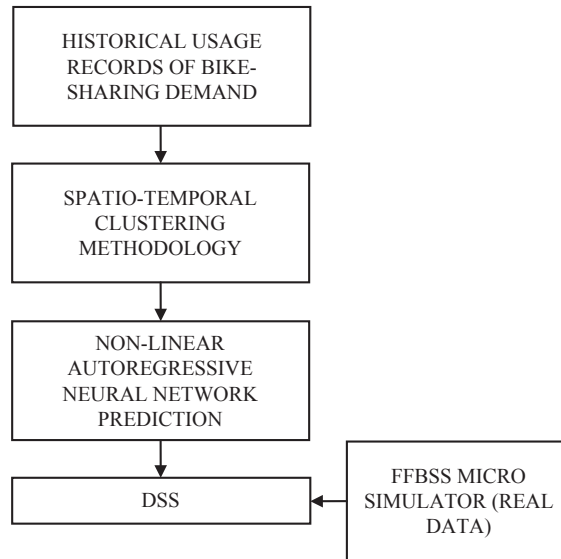 HISTORICAL USAGE
RECORDS OF BIKE-
SHARING DEMAND
SPATIO-TEMPORAL
CLUSTERING
METHODOLOGY
NON-LINEAR
AUTOREGRESSIVE
NEURAL NETWORK
PREDICTION
DSS
FFBSS MICRO
SIMULATOR (REAL
DATA)